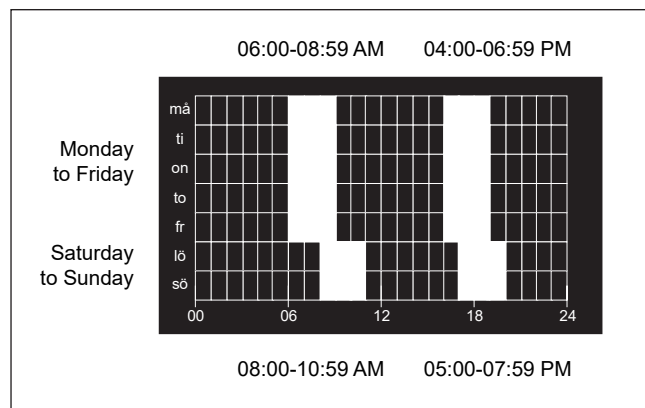 06:00-08:59 AM 04:00-06:59 PM
må
ti
Monday
to Friday
on
to
fr
Saturday
to Sunday
lö
sö
00 06 12 18 24
08:00-10:59 AM 05:00-07:59 PM